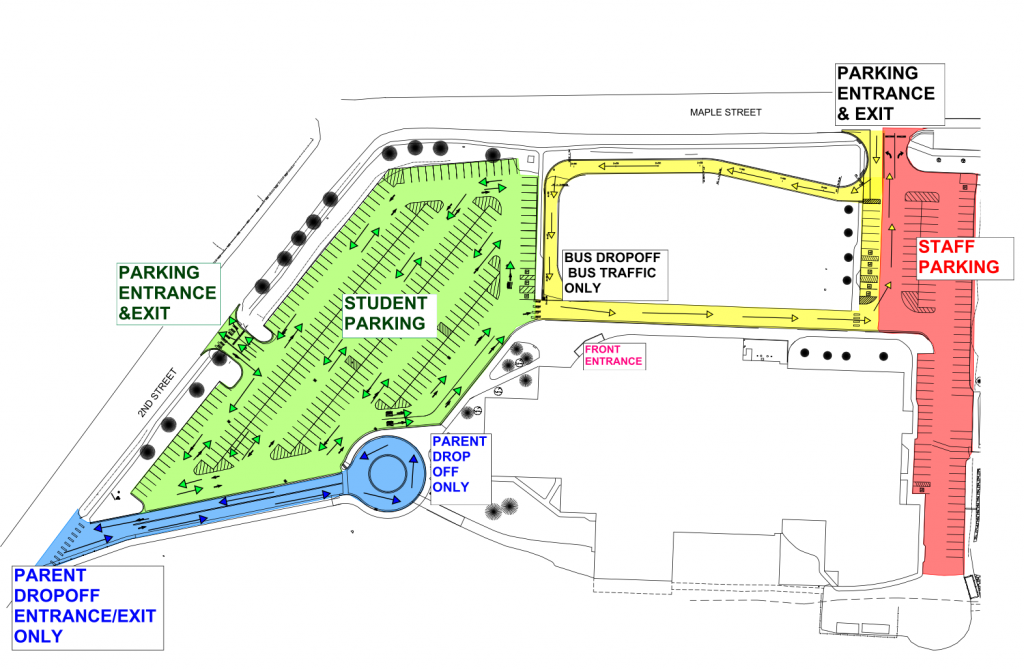 PARKING
ENTRANCE
& EXIT
MAPLE STREET
PARKING
ENTRANCE
&EXIT
STUDENT
PARKING
BUS DROPOFF
BUS TRAFFIC
ONLY
STAFF
PARKING
FRONT
ENTRANCE
2ND STREET
PARENT
DROP
OFF
ONLY
PARENT
DROPOFF
ENTRANCE/EXIT
ONLY